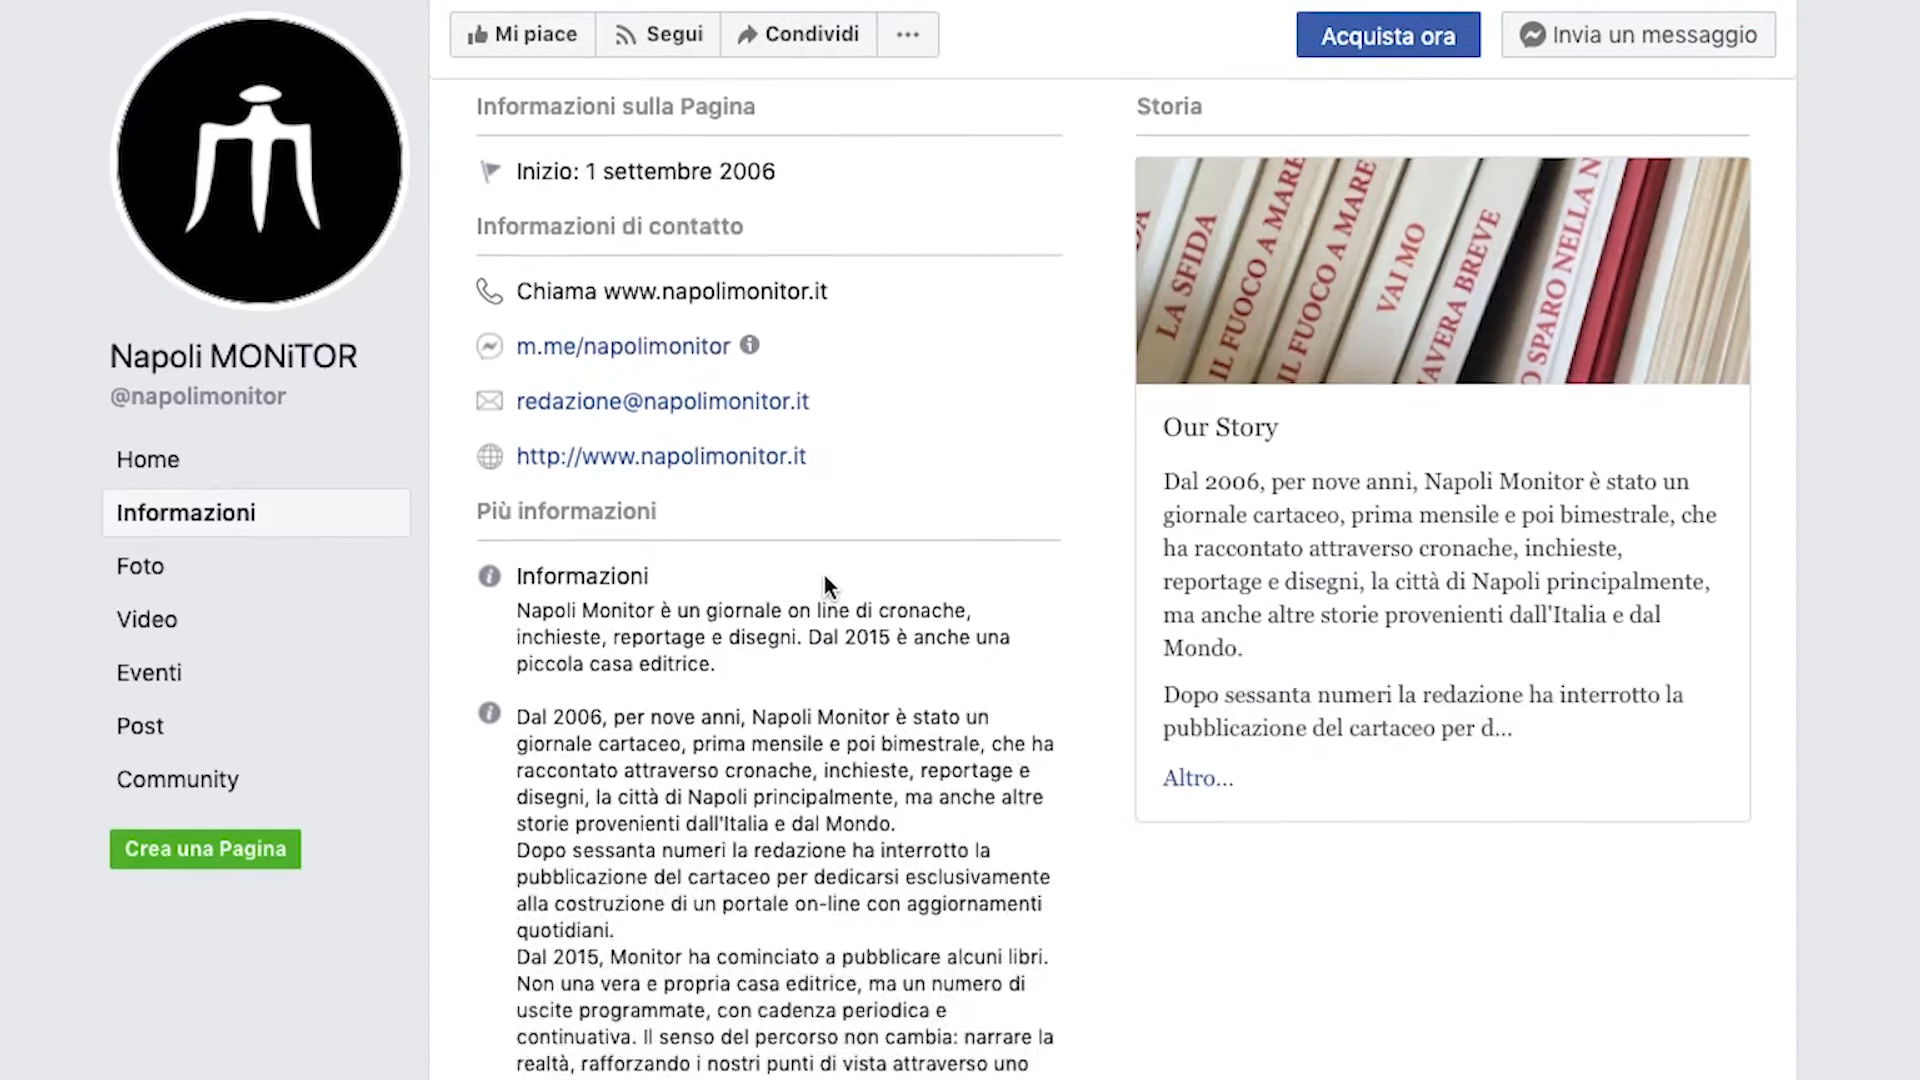 Mi piace
Segui
Condividi
Acquista ora
Invia un messaggio
Napoli MONiTOR
@napolimonitor
Home
Informazioni
Foto
Video
Eventi
Post
Community
Crea una Pagina
Informazioni sulla Pagina
Inizio: 1 settembre 2006
Informazioni di contatto
Chiama www.napolimonitor.it
m.me/napolimonitor
redazione@napolimonitor.it
http://www.napolimonitor.it
Più informazioni
Informazioni
Napoli Monitor è un giornale on line di cronache,
inchieste, reportage e disegni. Dal 2015 è anche una
piccola casa editrice.
Dal 2006, per nove anni, Napoli Monitor è stato un
giornale cartaceo, prima mensile e poi bimestrale, che ha
raccontato attraverso cronache, inchieste, reportage e
disegni, la città di Napoli principalmente, ma anche altre
storie provenienti dall'Italia e dal Mondo.
Dopo sessanta numeri la redazione ha interrotto la
pubblicazione del cartaceo per dedicarsi esclusivamente
alla costruzione di un portale on-line con aggiornamenti
quotidiani.
Dal 2015, Monitor ha cominciato a pubblicare alcuni libri.
Non una vera e propria casa editrice, ma un numero di
uscite programmate, con cadenza periodica e
continuativa. Il senso del percorso non cambia: narrare la
realtà, rafforzando i nostri punti di vista attraverso uno
Storia
LA SFIDA
IL FUOCO A MARE
IL FUOCO A MARE
VAI MO
AVERA BREVE
O SPARO NELLA N
Our Story
Dal 2006, per nove anni, Napoli Monitor è stato un
giornale cartaceo, prima mensile e poi bimestrale, che
ha raccontato attraverso cronache, inchieste,
reportage e disegni, la città di Napoli principalmente,
ma anche altre storie provenienti dall'Italia e dal
Mondo.
Dopo sessanta numeri la redazione ha interrotto la
pubblicazione del cartaceo per d...
Altro...